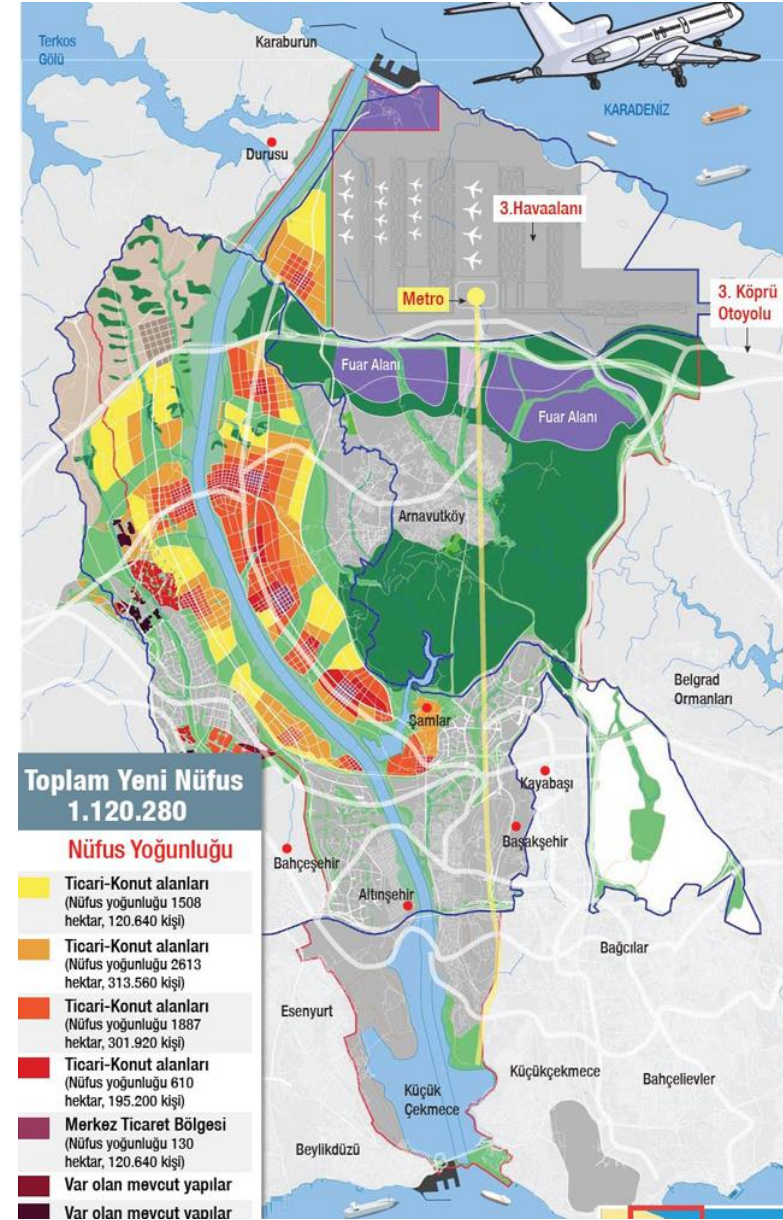 Terkos
Gölü
Karaburun
KARADENİZ
Durusu
3.Havaalanı
Metro
3. Köprü
Otoyolu
Fuar Alanı
Fuar Alanı
Arnavutköy
Belgrad
Ormanları
Şamlar
Kayabaşı
Başakşehir
Bahçeşehir
Altınşehir
Bağcılar
Esenyurt
Küçükçekmece
Bahçelievler
Küçük
Çekmece
Beylikdüzü
Toplam Yeni Nüfus
1.120.280
Nüfus Yoğunluğu
Ticari-Konut alanları
(Nüfus yoğunluğu 1508
hektar, 120.640 kişi)
Ticari-Konut alanları
(Nüfus yoğunluğu 2613
hektar, 313.560 kişi)
Ticari-Konut alanları
(Nüfus yoğunluğu 1887
hektar, 301.920 kişi)
Ticari-Konut alanları
(Nüfus yoğunluğu 610
hektar, 195.200 kişi)
Merkez Ticaret Bölgesi
(Nüfus yoğunluğu 130
hektar, 120.640 kişi)
Var olan mevcut yapılar
Var olan mevcut yapılar